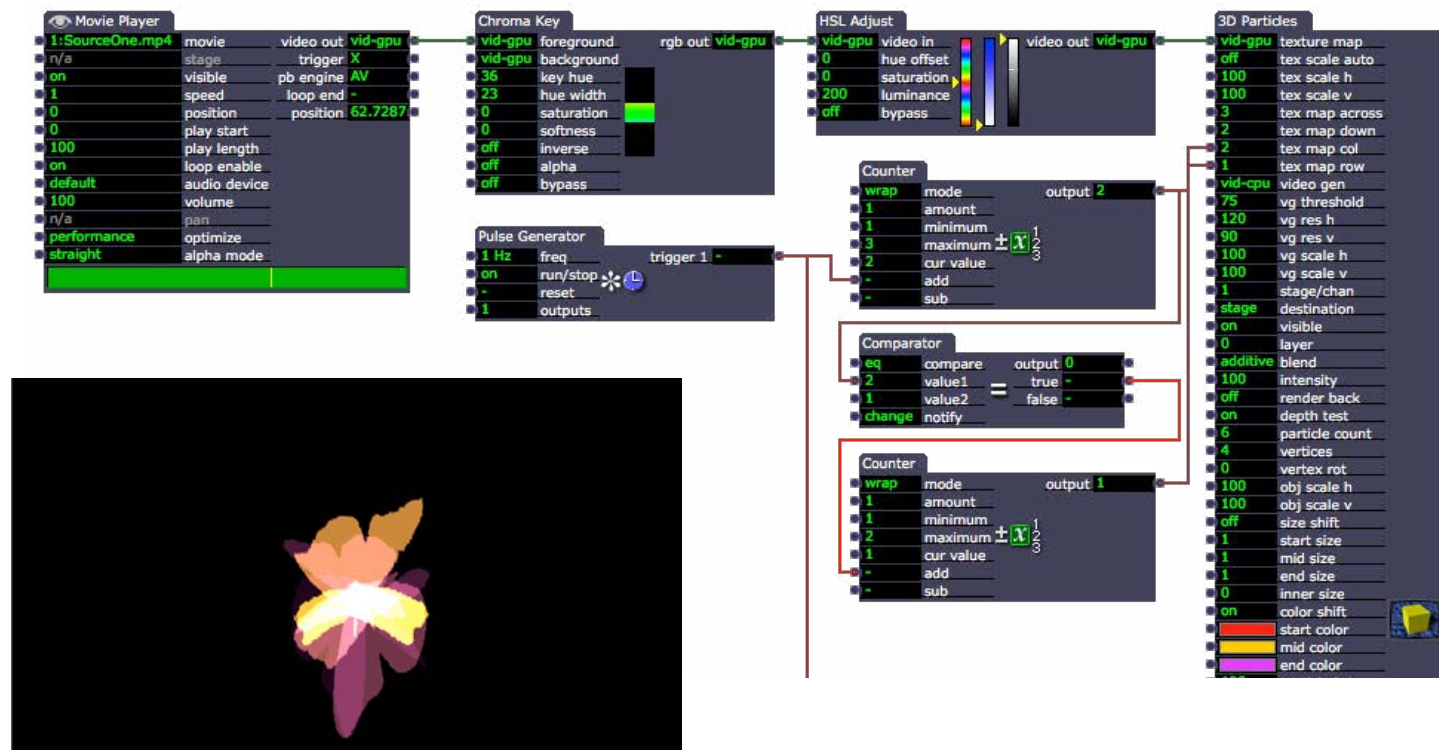 Movie Player
1:SourceOne.mp4 movie video out vid-gpu
n/a stage trigger X
on visible pb engine AV
1 speed loop end -
0 position position 62.7287
0 play start
100 play length
on loop enable
default audio device
100 volume
n/a pan
performance optimize
straight alpha mode
Chroma Key
vid-gpu foreground rgb out vid-gpu
vid-gpu background
36 key hue
23 hue width
0 saturation
0 softness
off inverse
off alpha
off bypass
HSL Adjust
vid-gpu video in video out vid-gpu
0 hue offset
0 saturation
200 luminance
off bypass
Pulse Generator
1 Hz freq trigger 1 -
on run/stop
- reset
1 outputs
Counter
wrap mode output 2
1 amount
1 minimum
3 maximum ± x 1 2 3
2 cur value
- add
- sub
Comparator
eq compare output 0
2 value1 true -
1 value2 = false -
change notify
Counter
wrap mode output 1
1 amount
1 minimum
2 maximum ± x 1 2 3
1 cur value
- add
- sub
3D Particles
vid-gpu texture map
off tex scale auto
100 tex scale h
100 tex scale v
3 tex map across
2 tex map down
2 tex map col
1 tex map row
vid-cpu video gen
75 vg threshold
120 vg res h
90 vg res v
100 vg scale h
100 vg scale v
1 stage/chan
stage destination
on visible
0 layer
additive blend
100 intensity
off render back
on depth test
6 particle count
4 vertices
0 vertex rot
100 obj scale h
100 obj scale v
off size shift
1 start size
1 mid size
1 end size
0 inner size
on color shift
start color
mid color
end color